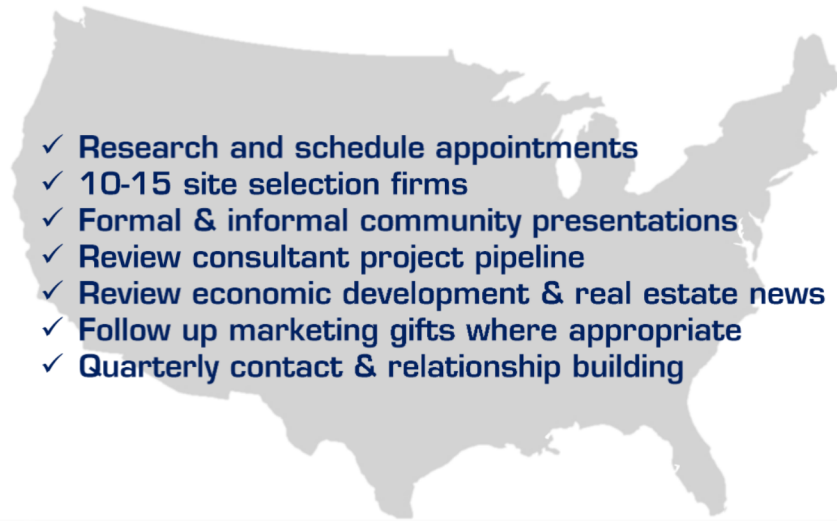 ✓ Research and schedule appointments
✓ 10-15 site selection firms
✓ Formal & informal community presentations
✓ Review consultant project pipeline
✓ Review economic development & real estate news
✓ Follow up marketing gifts where appropriate
✓ Quarterly contact & relationship building